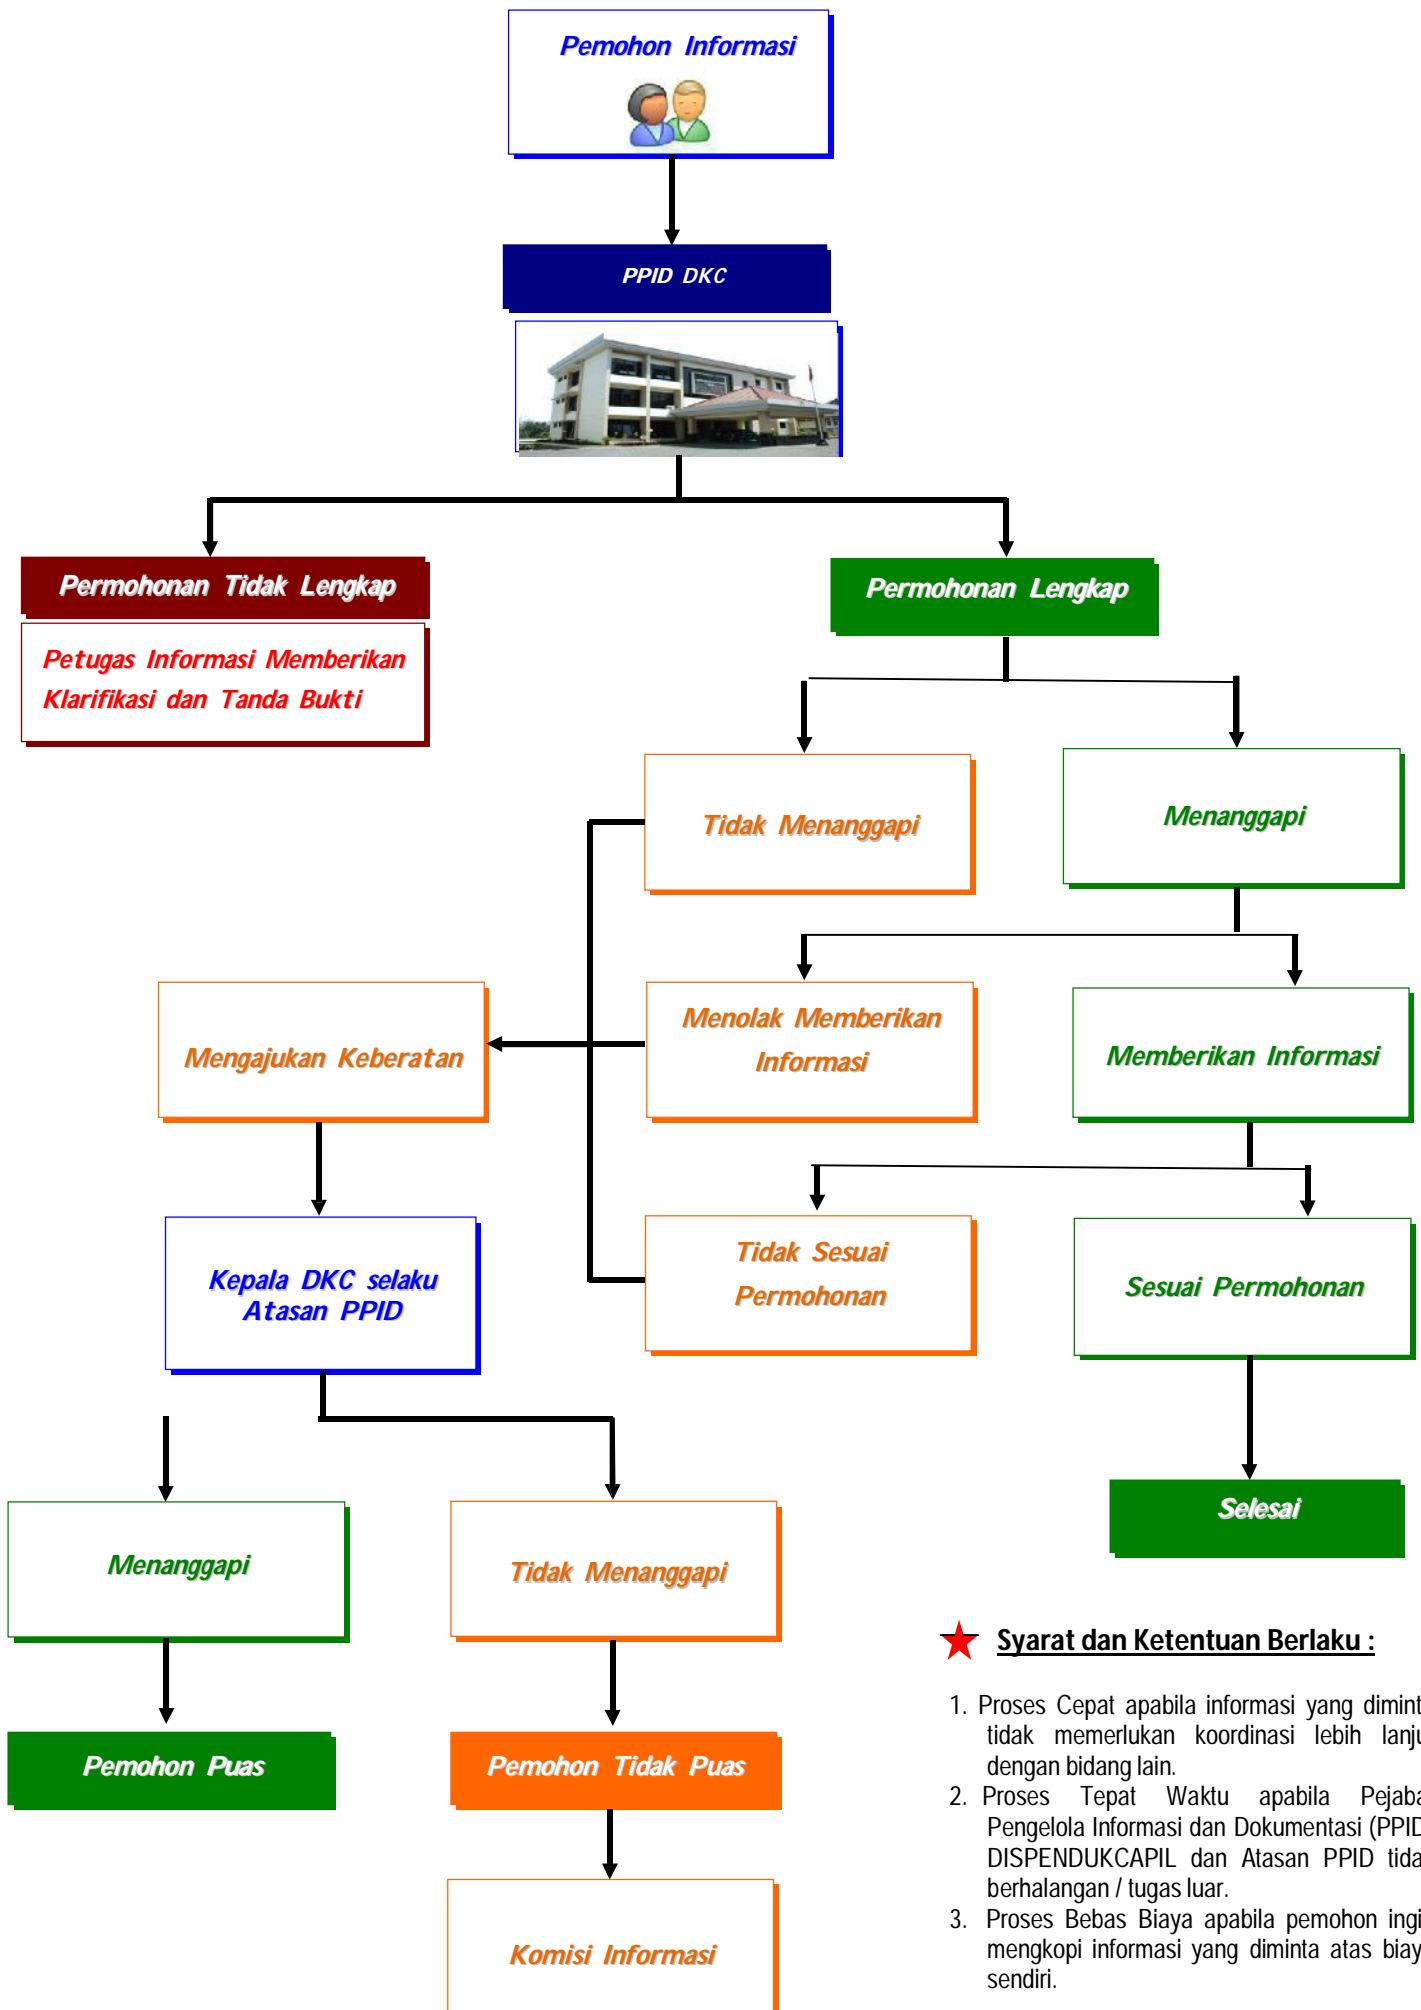 Pemohon Informasi
PPID DKC
Permohonan Tidak Lengkap
Petugas Informasi Memberikan
Klarifikasi dan Tanda Bukti
Permohonan Lengkap
Tidak Menanggapi
Menanggapi
Mengajukan Keberatan
Menolak Memberikan
Informasi
Memberikan Informasi
Kepala DKC selaku
Atasan PPID
Tidak Sesuai
Permohonan
Sesuai Permohonan
Menanggapi
Tidak Menanggapi
Selesai
Pemohon Puas
Pemohon Tidak Puas
Komisi Informasi
Syarat dan Ketentuan Berlaku :
1. Proses Cepat apabila informasi yang dimint
tidak memerlukan koordinasi lebih lanju
dengan bidang lain.
2. Proses Tepat Waktu apabila Pejaba
Pengelola Informasi dan Dokumentasi (PPID
DISPENDUKCAPIL dan Atasan PPID tida
berhalangan / tugas luar.
3. Proses Bebas Biaya apabila pemohon ingi
mengkopi informasi yang diminta atas biay
sendiri.